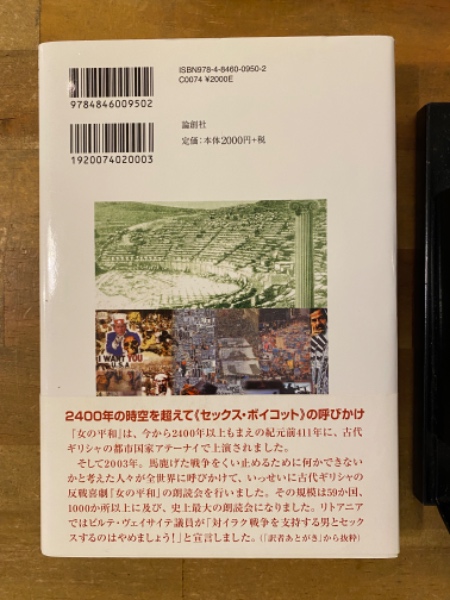 ISBN978-4-8460-0950-2
C0074 ¥2000E
9784846009502
論創社
定価：本体2000円+税
1920074020003
I WANT YOU
U.S.A
2400年の時空を超えて《セックス・ボイコット》の呼びかけ
「女の平和」は、今から2400年以上もまえの紀元前411年に、古代
ギリシャの都市国家アテーナイで上演されました。
そして2003年。馬鹿げた戦争をくい止めるために何かできない
かと考えた人々が全世界に呼びかけて、いっせいに古代ギリシャの
反戦喜劇「女の平和」の朗読会を行いました。その規模は59か国、
1000か所以上に及び、史上最大の朗読会になりました。リトアニア
ではビルテ・ヴェイサイテ議員が「対イラク戦争を支持する男とセック
スするのはやめましょう！」と宣言しました。（「訳者あとがき」から抜粋）